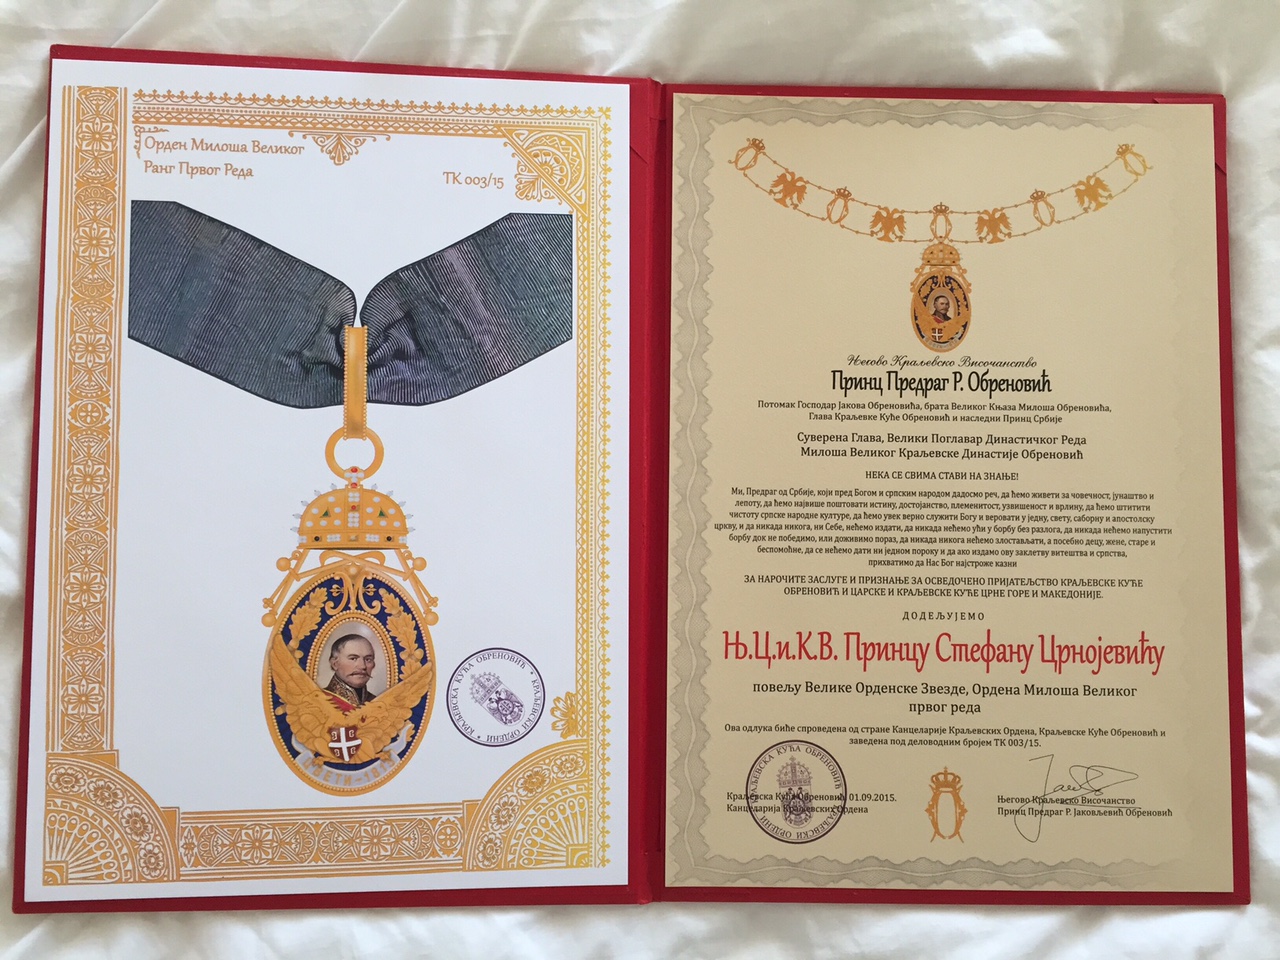 Орден Милоша Великог
Ранг Првог Реда
ТК 003/15
КРАЉЕВСКА КУЋА ОБРЕНОВИЋ • КРАЉЕВСКИ ОРДЕНИ •
Његово Краљевско Височанство
Принц Предраг Р. Обреновић
Потомак Господар Јакова Обреновића, брата Великог Књаза Милоша Обреновића,
Глава Краљевке Куће Обреновић и наследни Принц Србије
Суверена Глава, Велики Поглавар Династичког Реда
Милоша Великог Краљевске Династије Обреновић
НЕКА СЕ СВИМА СТАВИ НА ЗНАЊЕ!
Ми, Предраг од Србије, који пред Богом и српским народом дадосмо реч, да ћемо живети за човечност, јунаштво и
лепоту, да ћемо највише поштовати истину, достојанство, племенитост, узвишеност и врлину, да ћемо штитити
чистоту српске народне културе, да ћемо увек верно служити Богу и веровати у једну, свету, саборну и апостолску
цркву, и да никада никога, ни Себе, нећемо издати, да никада нећемо ући у борбу без разлога, да никада нећемо напустити
борбу док не победимо, или доживимо пораз, да никада никога нећемо злостављати, а посебно децу, жене, старе и
беспомоћне, да се нећемо дати ни једном пороку и да ако издамо ову заклетву витештва и српства,
прихватимо да Нас Бог најстроже казни
ЗА НАРОЧИТЕ ЗАСЛУГЕ И ПРИЗНАЊЕ ЗА ОСВЕДОЧЕНО ПРИЈАТЕЉСТВО КРАЉЕВСКЕ КУЋЕ
ОБРЕНОВИЋ И ЦАРСКЕ И КРАЉЕВСКЕ КУЋЕ ЦРНЕ ГОРЕ И МАКЕДОНИЈЕ.
ДОДЕЉУЈЕМО
Њ.Ц.и.К.В. Принцу Стефану Црнојевићу
повељу Велике Орденске Звезде, Ордена Милоша Великог
првог реда
Ова одлука биће спроведена од стране Канцеларије Краљевских Ордена, Краљевске Куће Обреновић и
заведена под деловодним бројем ТК 003/15.
КРАЉЕВСКА КУЋА ОБРЕНОВИЋ • КРАЉЕВСКИ ОРДЕНИ •
Краљевска Кућа Обреновић, 01.09.2015.
Канцеларија Краљевских Ордена
Његово Краљевско Височанство
Принц Предраг Р. Јаковљевић Обреновић